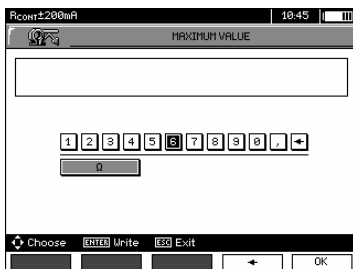 RCONT±200mA 10:45
MAXIMUM VALUE
1 2 3 4 5 6 7 8 9 0 , ←
Ω
Choose ENTER Write ESC Exit
← OK